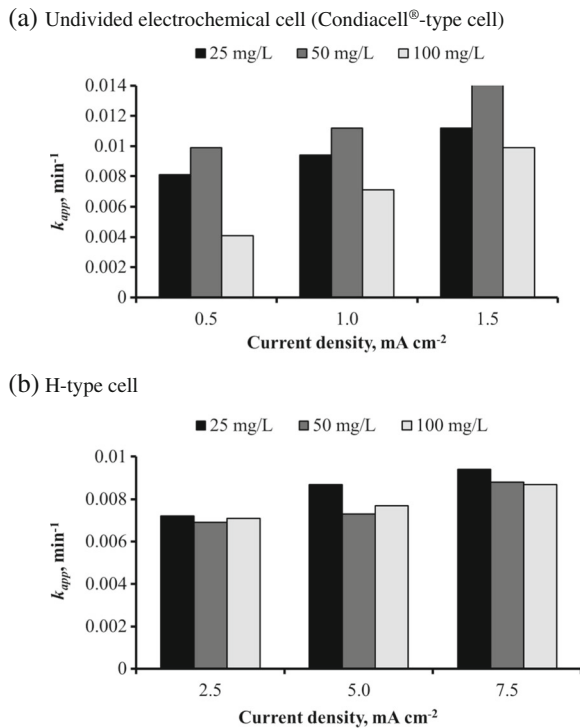 (a) Undivided electrochemical cell (Condiacell®-type cell)
25 mg/L 50 mg/L 100 mg/L
0.014
0.012
0.01
0.008
0.006
0.004
0.002
0
k_app, min⁻¹
0.5 1.0 1.5
Current density, mA cm⁻²
(b) H-type cell
25 mg/L 50 mg/L 100 mg/L
0.01
0.008
0.006
0.004
0.002
0
k_app, min⁻¹
2.5 5.0 7.5
Current density, mA cm⁻²